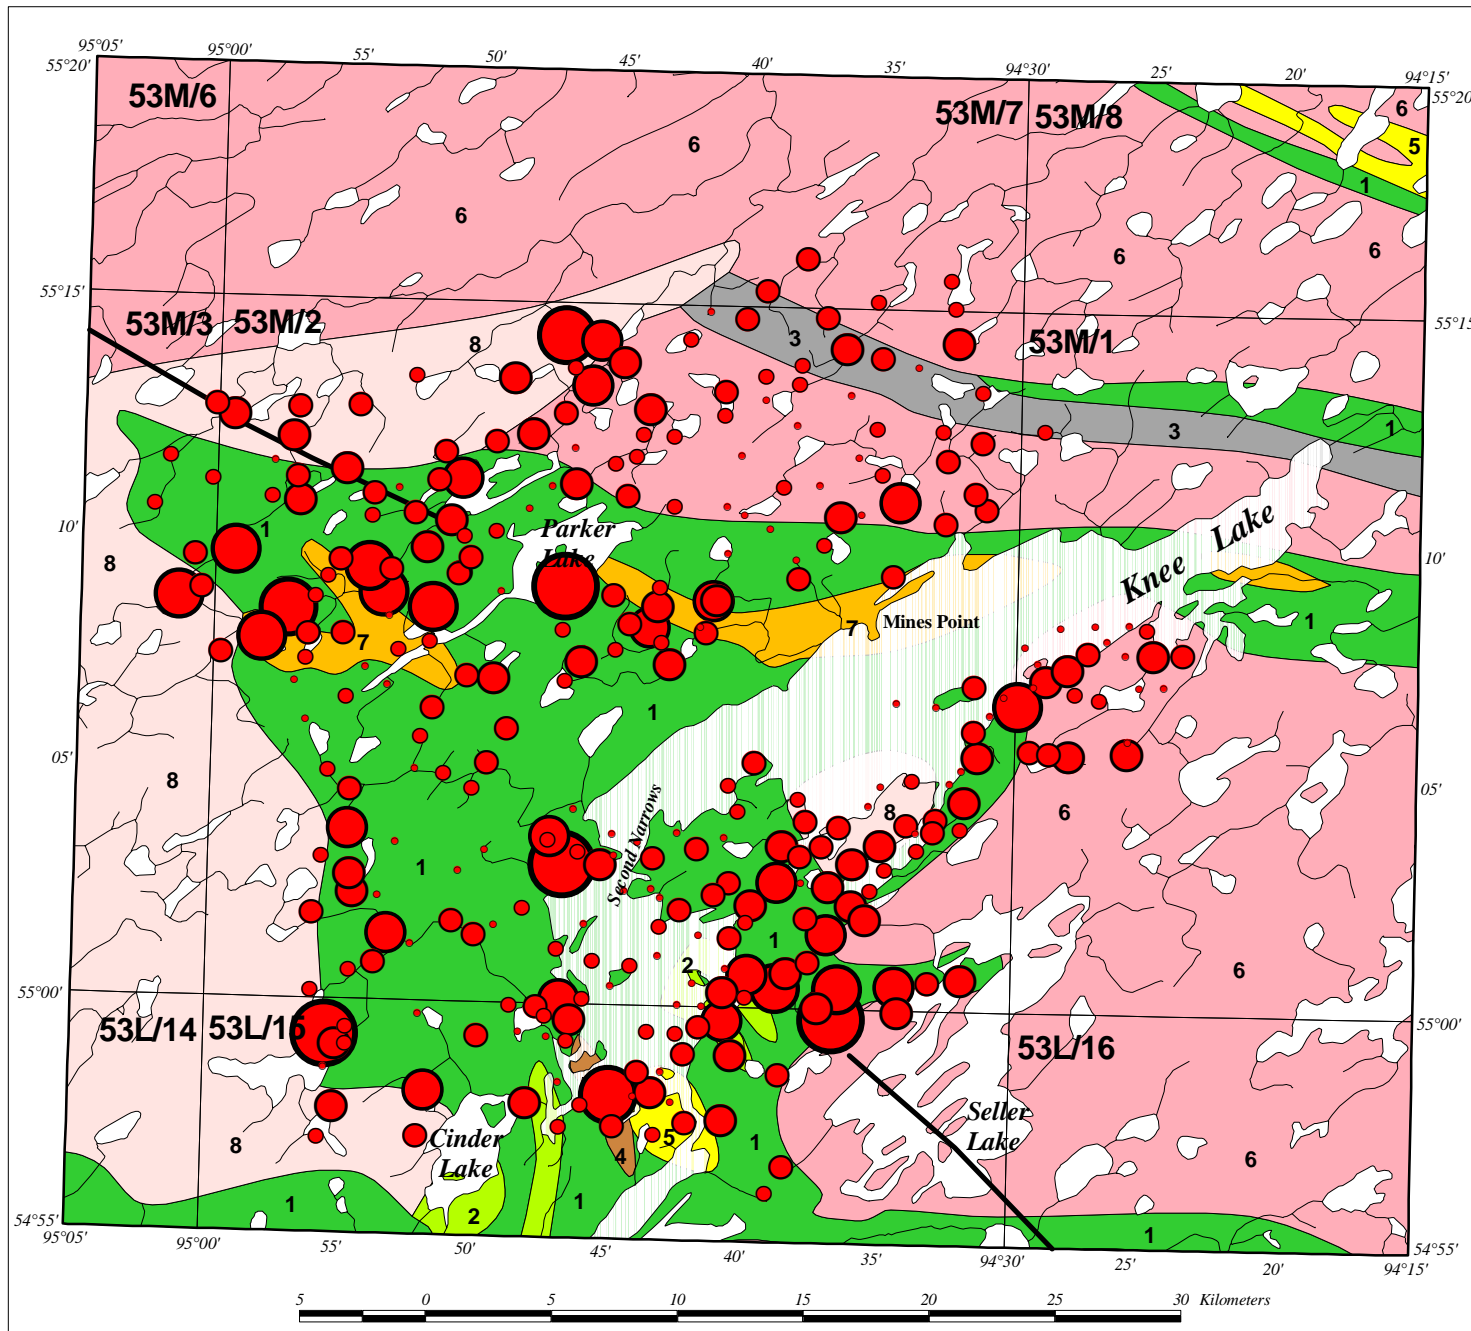 95°05' 95°00' 55' 50' 45' 40' 35' 94°30' 25' 20' 94°15'
55°20' 55°20'
53M/6 53M/7 53M/8
6
5
6
1
6
6
6
6
55°15' 55°15'
53M/3 53M/2 53M/1
8
3
3
1
10' 10'
1
Parker
Lake
Knee Lake
8
7
7
Mines Point
1
1
05' 05'
8
Second Narrows
8
6
1
1
2
6
55°00' 55°00'
53L/14 53L/15 53L/16
Seller
Lake
8
Cinder
Lake
5
4
1
6
1
2
1
1
54°55' 54°55'
95°05' 95°00' 55' 50' 45' 40' 35' 94°30' 25' 20' 94°15'
5 0 5 10 15 20 25 30 Kilometers